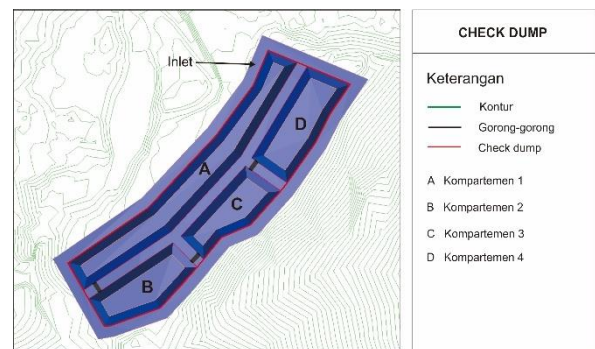 Inlet
A
B
C
D
CHECK DUMP
Keterangan
Kontur
Gorong-gorong
Check dump
A Kompartemen 1
B Kompartemen 2
C Kompartemen 3
D Kompartemen 4